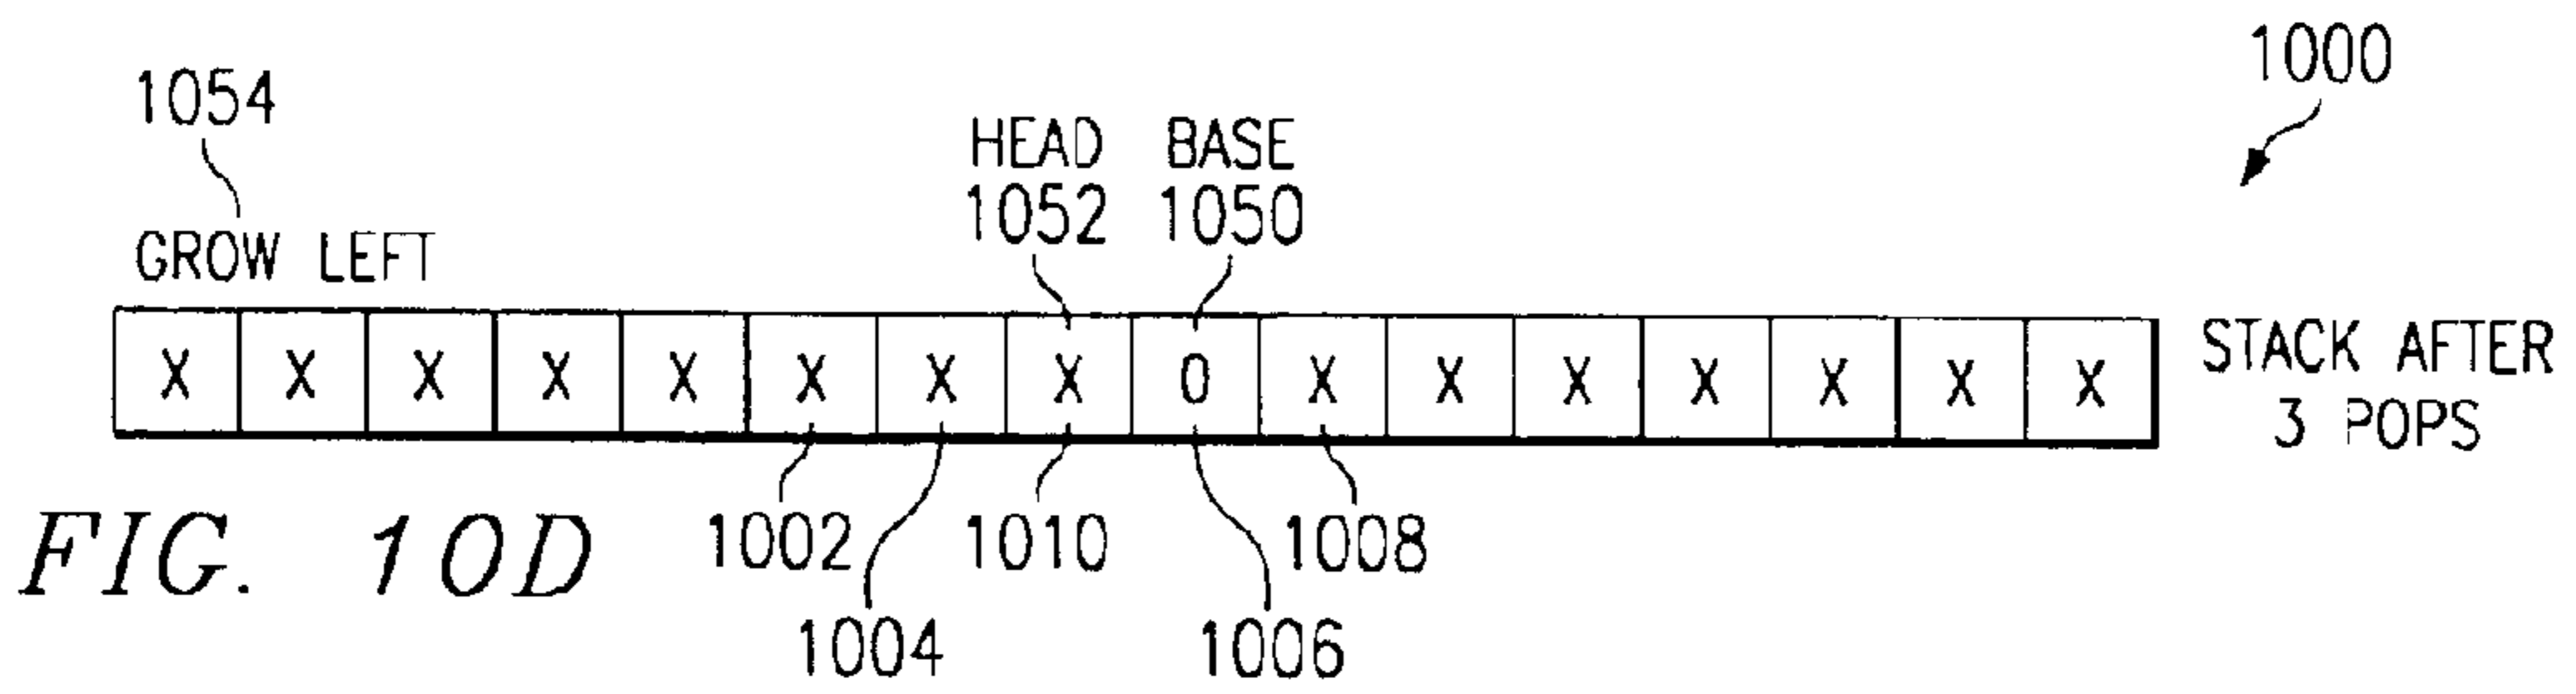 1000
1054
HEAD BASE
1052 1050
GROW LEFT
X X X X X X X X 0 X X X X X X X
STACK AFTER
3 POPS
FIG. 10D
1002 1010 1008
1004 1006